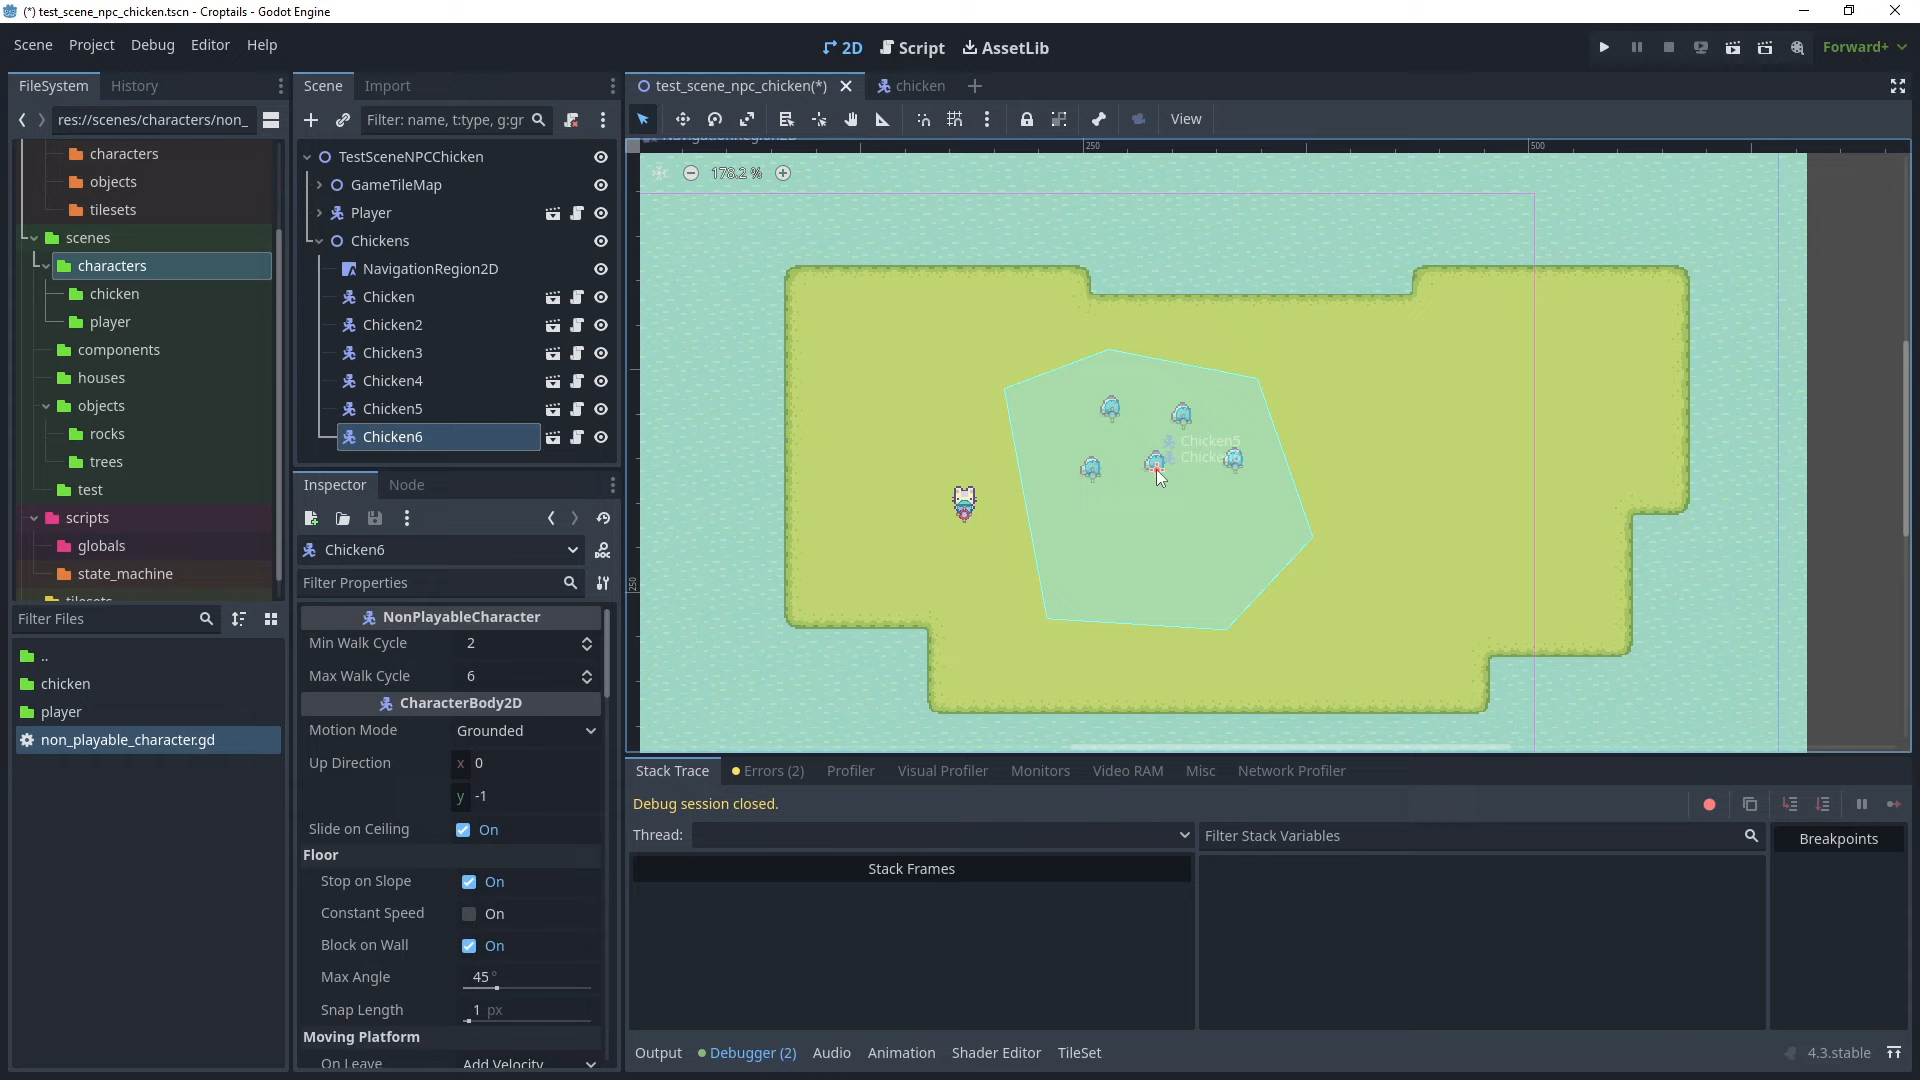 (*) test_scene_npc_chicken.tscn - Croptails - Godot Engine
Scene Project Debug Editor Help
2D Script AssetLib
Forward+
FileSystem History
res://scenes/characters/non_
characters
objects
tilesets
scenes
characters
chicken
player
components
houses
objects
rocks
trees
test
scripts
globals
state_machine
Filter Files
..
chicken
player
non_playable_character.gd
Scene Import
Filter: name, t:type, g:gr
TestSceneNPCChicken
GameTileMap
Player
Chickens
NavigationRegion2D
Chicken
Chicken2
Chicken3
Chicken4
Chicken5
Chicken6
Inspector Node
Chicken6
Filter Properties
NonPlayableCharacter
Min Walk Cycle 2
Max Walk Cycle 6
CharacterBody2D
Motion Mode Grounded
Up Direction x 0
y -1
Slide on Ceiling On
Floor
Stop on Slope On
Constant Speed On
Block on Wall On
Max Angle 45 °
Snap Length 1 px
Moving Platform
On Leave Add Velocity
test_scene_npc_chicken(*) chicken
View
250 500
178.2 %
250
Chicken5
Stack Trace Errors (2) Profiler Visual Profiler Monitors Video RAM Misc Network Profiler
Debug session closed.
Thread: Filter Stack Variables
Breakpoints
Stack Frames
Output Debugger (2) Audio Animation Shader Editor TileSet
4.3.stable